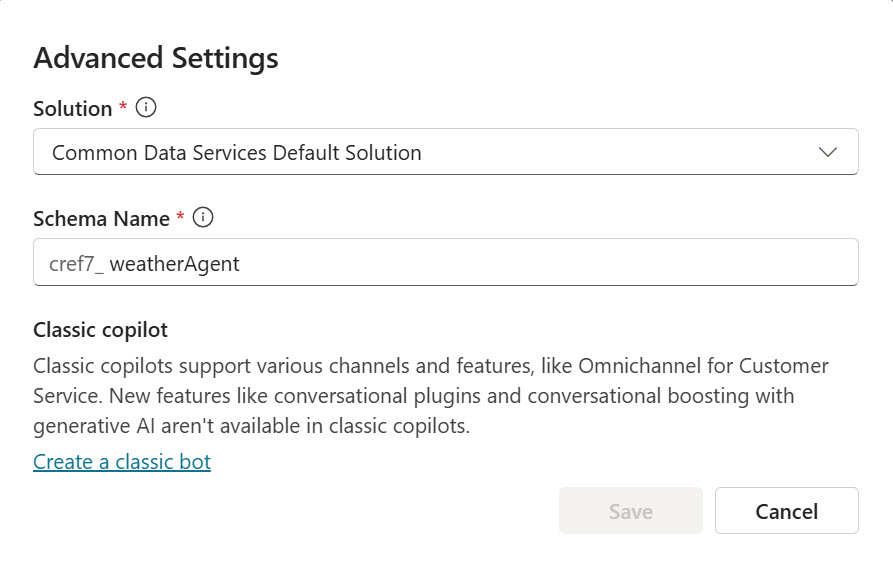 Advanced Settings
Solution *
Common Data Services Default Solution
Schema Name *
cref7_ weatherAgent
Classic copilot
Classic copilots support various channels and features, like Omnichannel for Customer
Service. New features like conversational plugins and conversational boosting with
generative AI aren't available in classic copilots.
Create a classic bot
Save Cancel